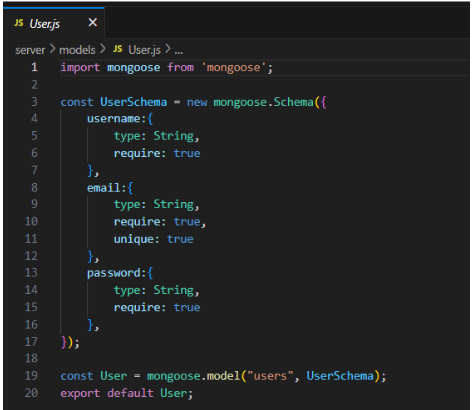 JS User.js ×
server > models > JS User.js > ...
1 import mongoose from 'mongoose';
2
3 const UserSchema = new mongoose.Schema({
4     username:{
5         type: String,
6         require: true
7     },
8     email:{
9         type: String,
10         require: true,
11         unique: true
12     },
13     password:{
14         type: String,
15         require: true
16     },
17 });
18
19 const User = mongoose.model("users", UserSchema);
20 export default User;